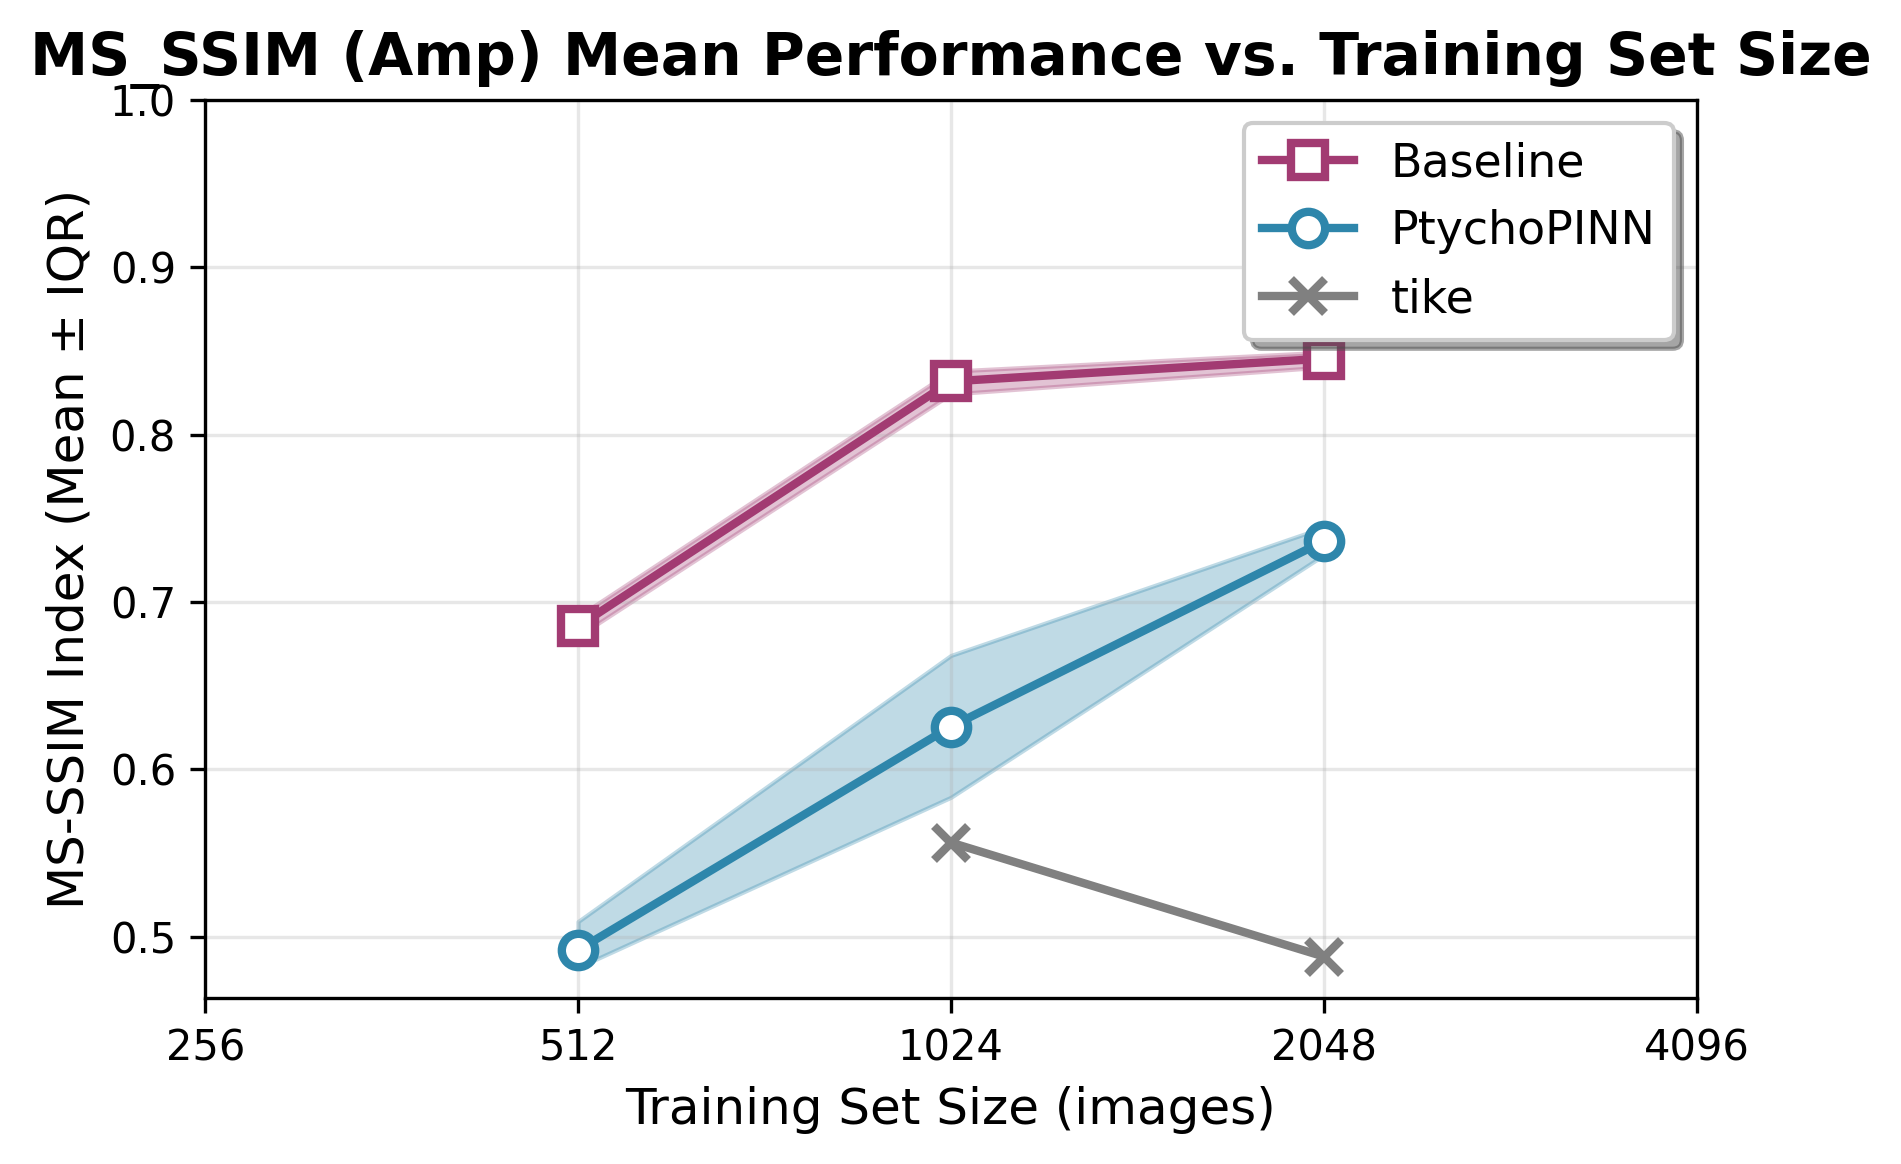 MS_SSIM (Amp) Mean Performance vs. Training Set Size
MS-SSIM Index (Mean ± IQR)
1.0
0.9
0.8
0.7
0.6
0.5
Baseline
PtychoPINN
tike
256 512 1024 2048 4096
Training Set Size (images)